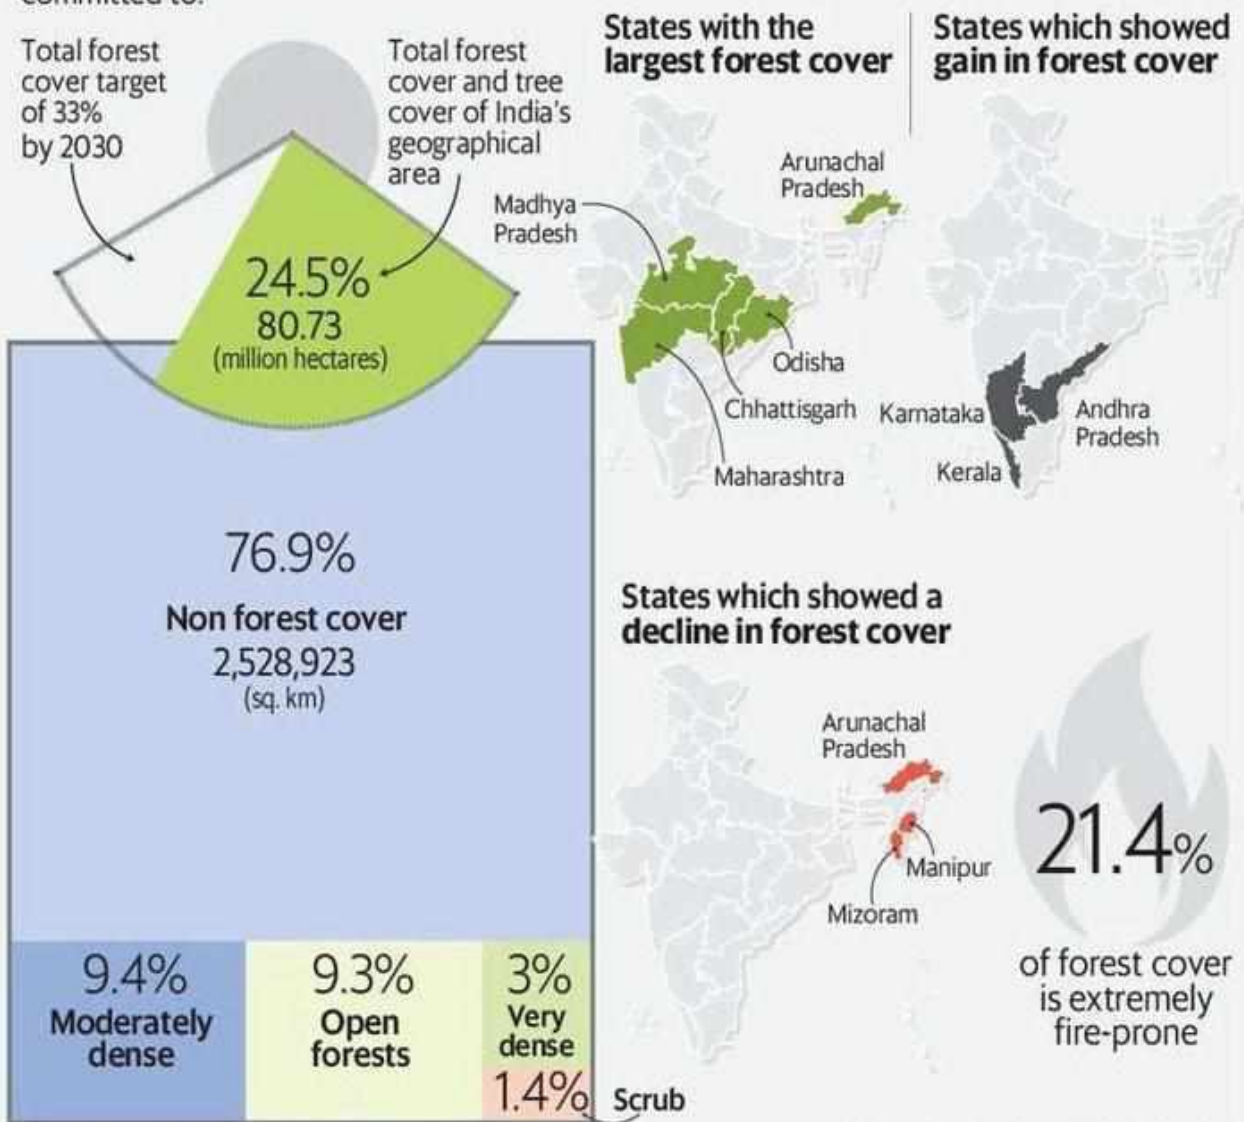 committed to:
Total forest
cover target
of 33%
by 2030
Total forest
cover and tree
cover of India's
geographical
area
24.5%
80.73
(million hectares)
76.9%
Non forest cover
2,528,923
(sq. km)
9.4%
Moderately
dense
9.3%
Open
forests
3%
Very
dense
1.4%
Scrub
States with the
largest forest cover
Arunachal
Pradesh
Madhya
Pradesh
Odisha
Chhattisgarh
Maharashtra
States which showed
gain in forest cover
Karnataka
Andhra
Pradesh
Kerala
States which showed a
decline in forest cover
Arunachal
Pradesh
Manipur
Mizoram
21.4%
of forest cover
is extremely
fire-prone